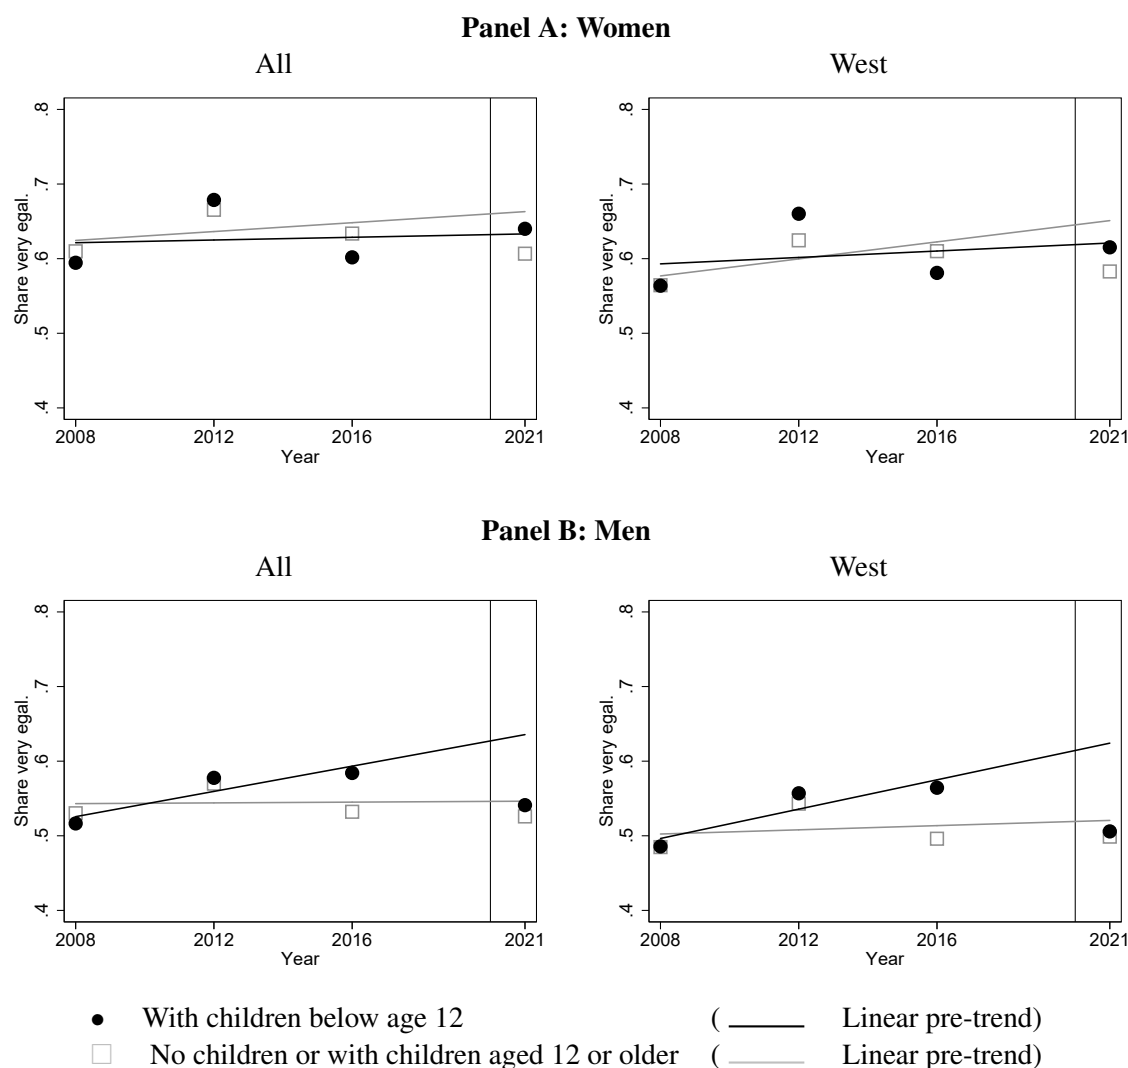 Panel A: Women
All
West
Share very egal.
.8
.7
.6
.5
.4
2008 2012 2016 2021
Year
Share very egal.
.8
.7
.6
.5
.4
2008 2012 2016 2021
Year
Panel B: Men
All
West
Share very egal.
.8
.7
.6
.5
.4
2008 2012 2016 2021
Year
Share very egal.
.8
.7
.6
.5
.4
2008 2012 2016 2021
Year
With children below age 12 ( Linear pre-trend)
No children or with children aged 12 or older ( Linear pre-trend)